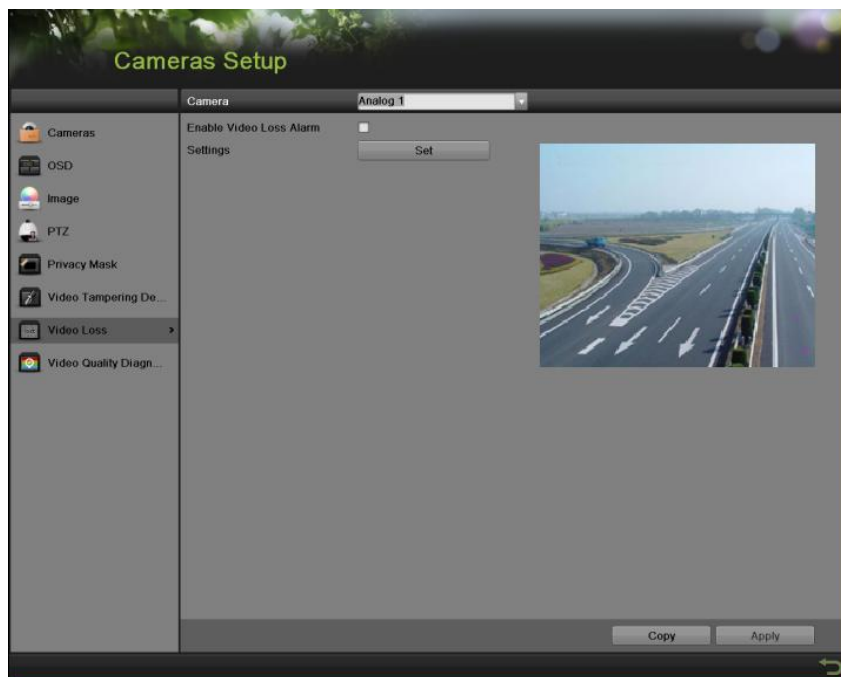 Cameras Setup
Camera Analog 1
Cameras
OSD
Image
PTZ
Privacy Mask
Video Tampering De...
Video Loss
Video Quality Diagn...
Enable Video Loss Alarm
Settings Set
Copy Apply